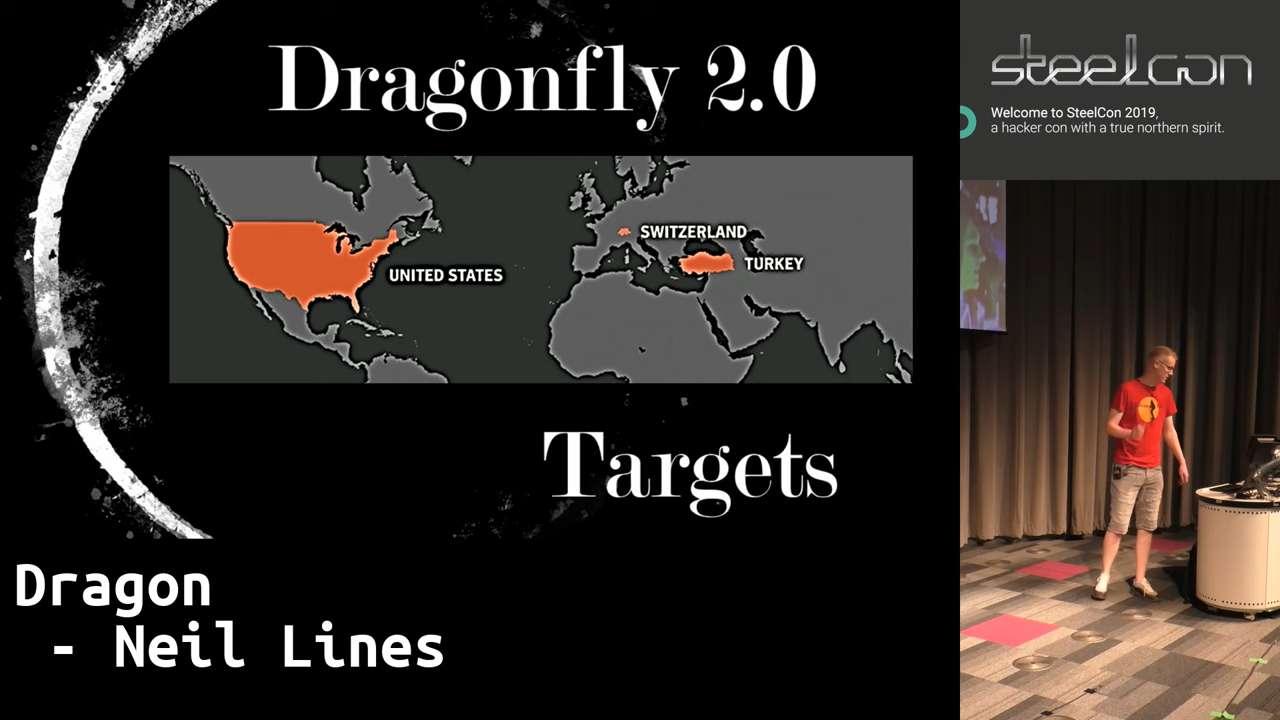 Dragonfly 2.0
UNITED STATES
SWITZERLAND
TURKEY
Targets
Dragon
- Neil Lines
steelcon
Welcome to SteelCon 2019,
a hacker con with a true northern spirit.